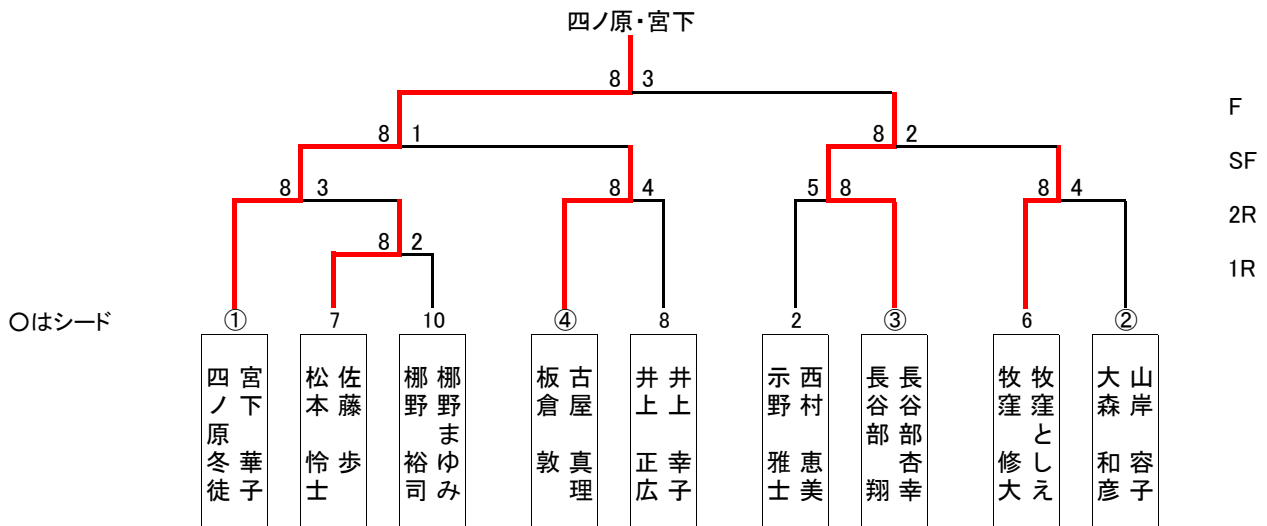 四ノ原・宮下
8 3
F
8 1
8 2
SF
8 3
8 4
5 8
8 4
2R
8 2
1R
○はシード
① 7 10 ④ 8 2 ③ 6 ②
宮下 華子
四ノ原冬徒
佐藤 歩
松本 怜士
梛野まゆみ
梛野 裕司
古屋 真理
板倉 敦
井上 幸子
井上 正広
西村 恵美
示野 雅士
長谷部杏幸
長谷部 翔
牧窪としえ
牧窪 修大
山岸 容子
大森 和彦